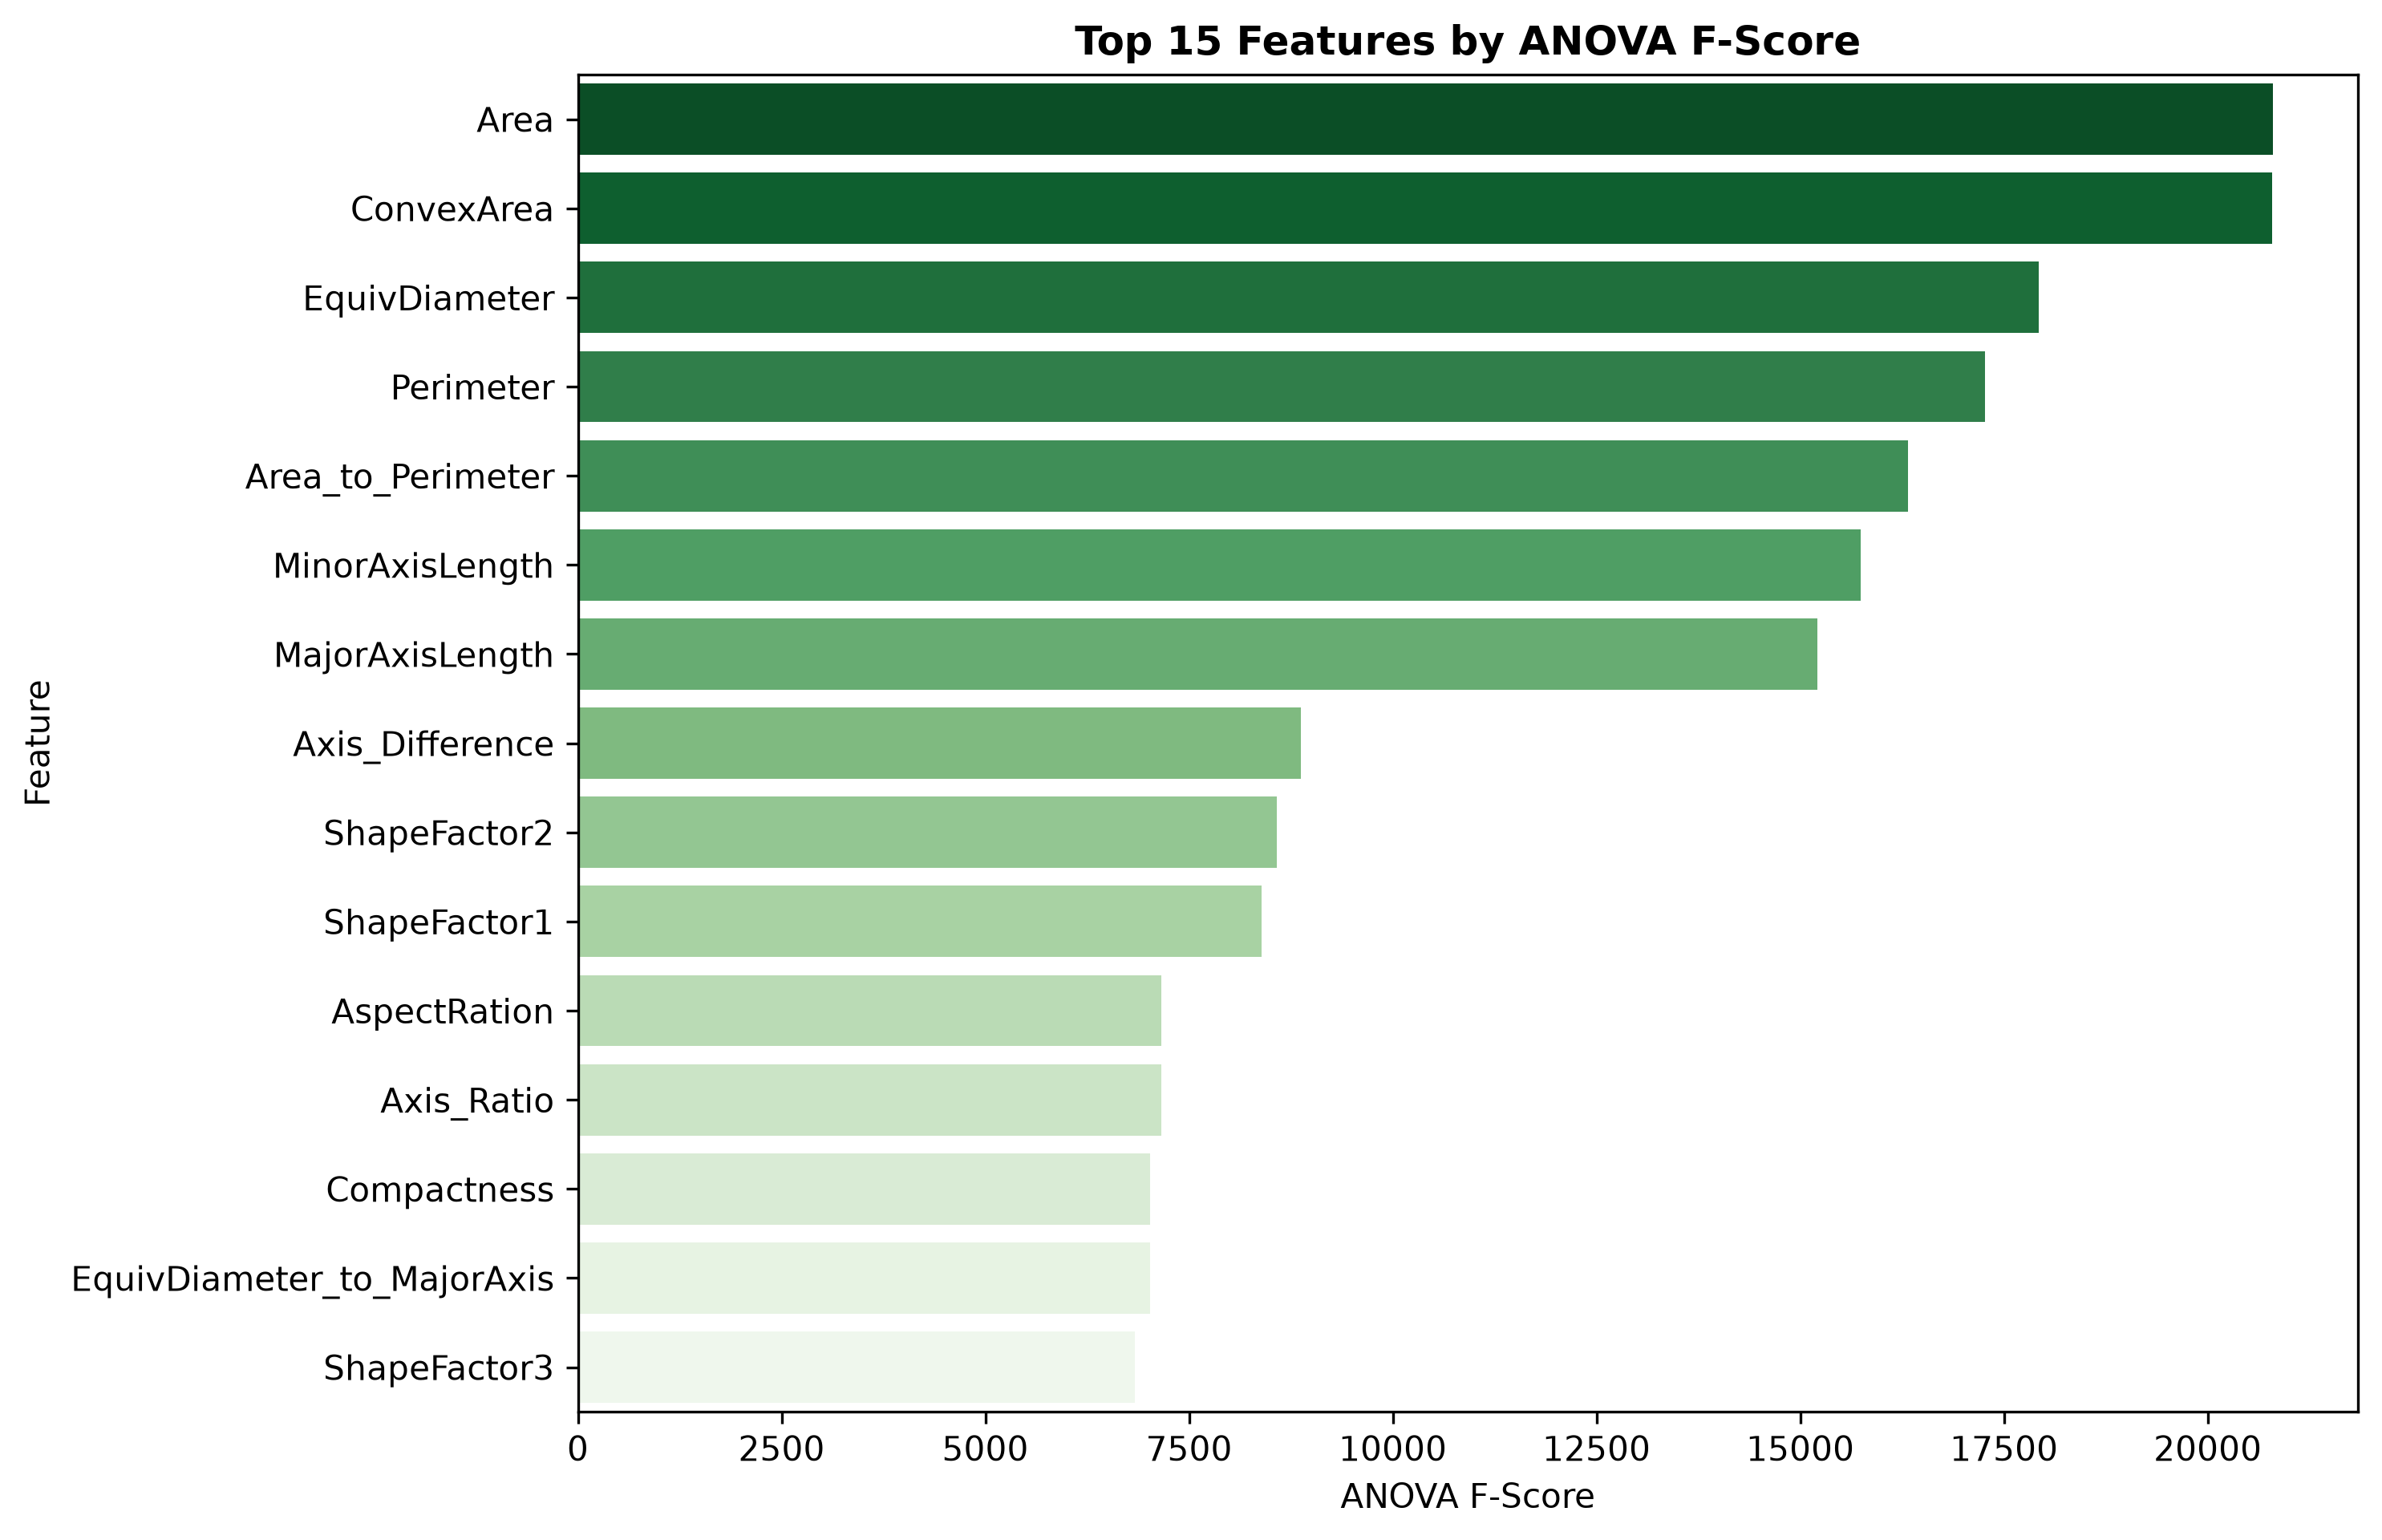 Top 15 Features by ANOVA F-Score
Feature
Area
ConvexArea
EquivDiameter
Perimeter
Area_to_Perimeter
MinorAxisLength
MajorAxisLength
Axis_Difference
ShapeFactor2
ShapeFactor1
AspectRation
Axis_Ratio
Compactness
EquivDiameter_to_MajorAxis
ShapeFactor3
0 2500 5000 7500 10000 12500 15000 17500 20000
ANOVA F-Score